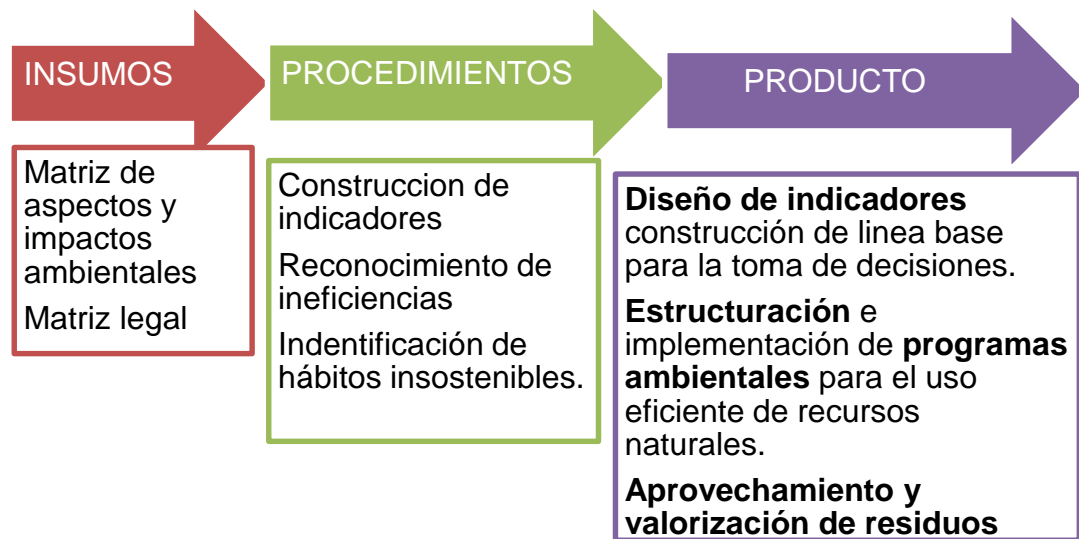 INSUMOS
Matriz de
aspectos y
impactos
ambientales
Matriz legal
PROCEDIMIENTOS
Construccion de
indicadores
Reconocimiento de
ineficiencias
Indentificación de
hábitos insostenibles.
PRODUCTO
Diseño de indicadores
construcción de linea base
para la toma de decisiones.
Estructuración e
implementación de programas
ambientales para el uso
eficiente de recursos
naturales.
Aprovechamiento y
valorización de residuos